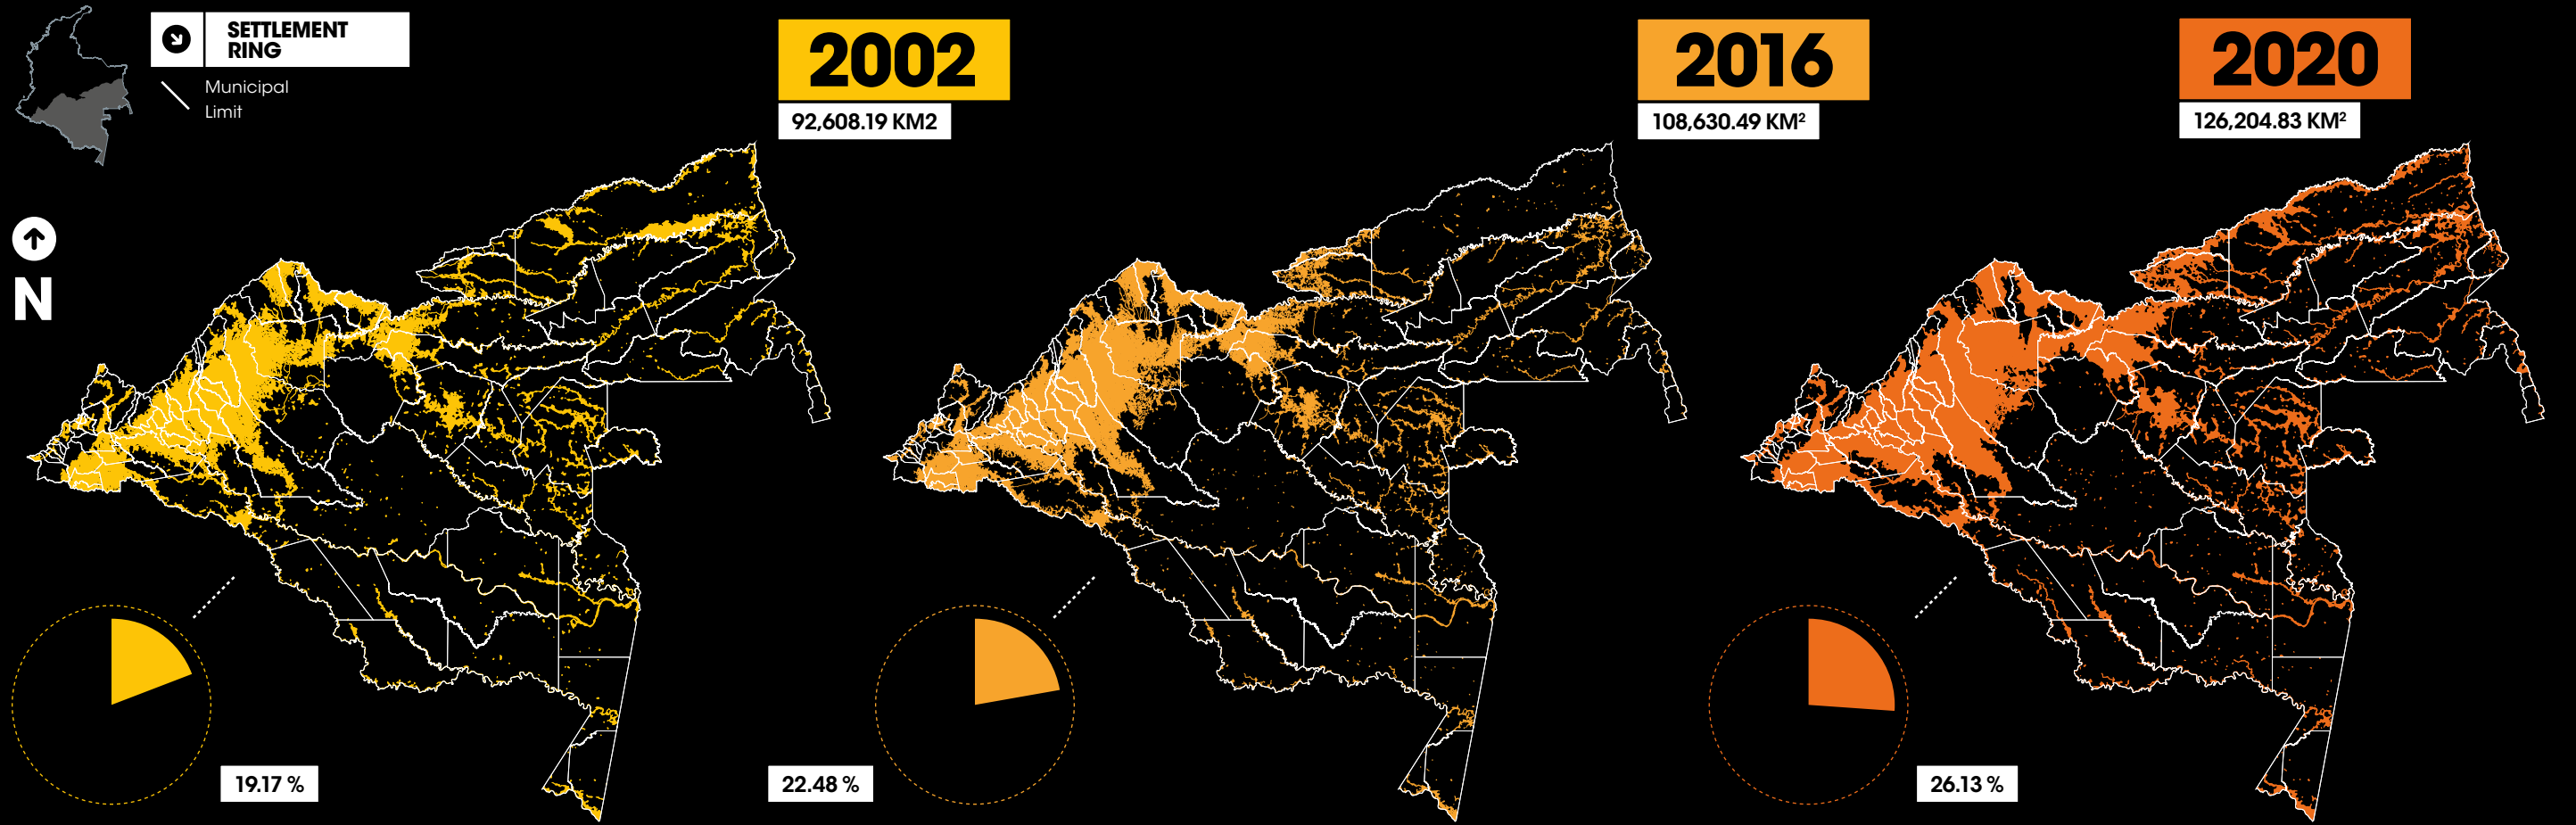 SETTLEMENT
RING
Municipal
Limit
N
2002
92,608.19 KM2
19.17 %
2016
108,630.49 KM²
22.48 %
2020
126,204.83 KM²
26.13 %